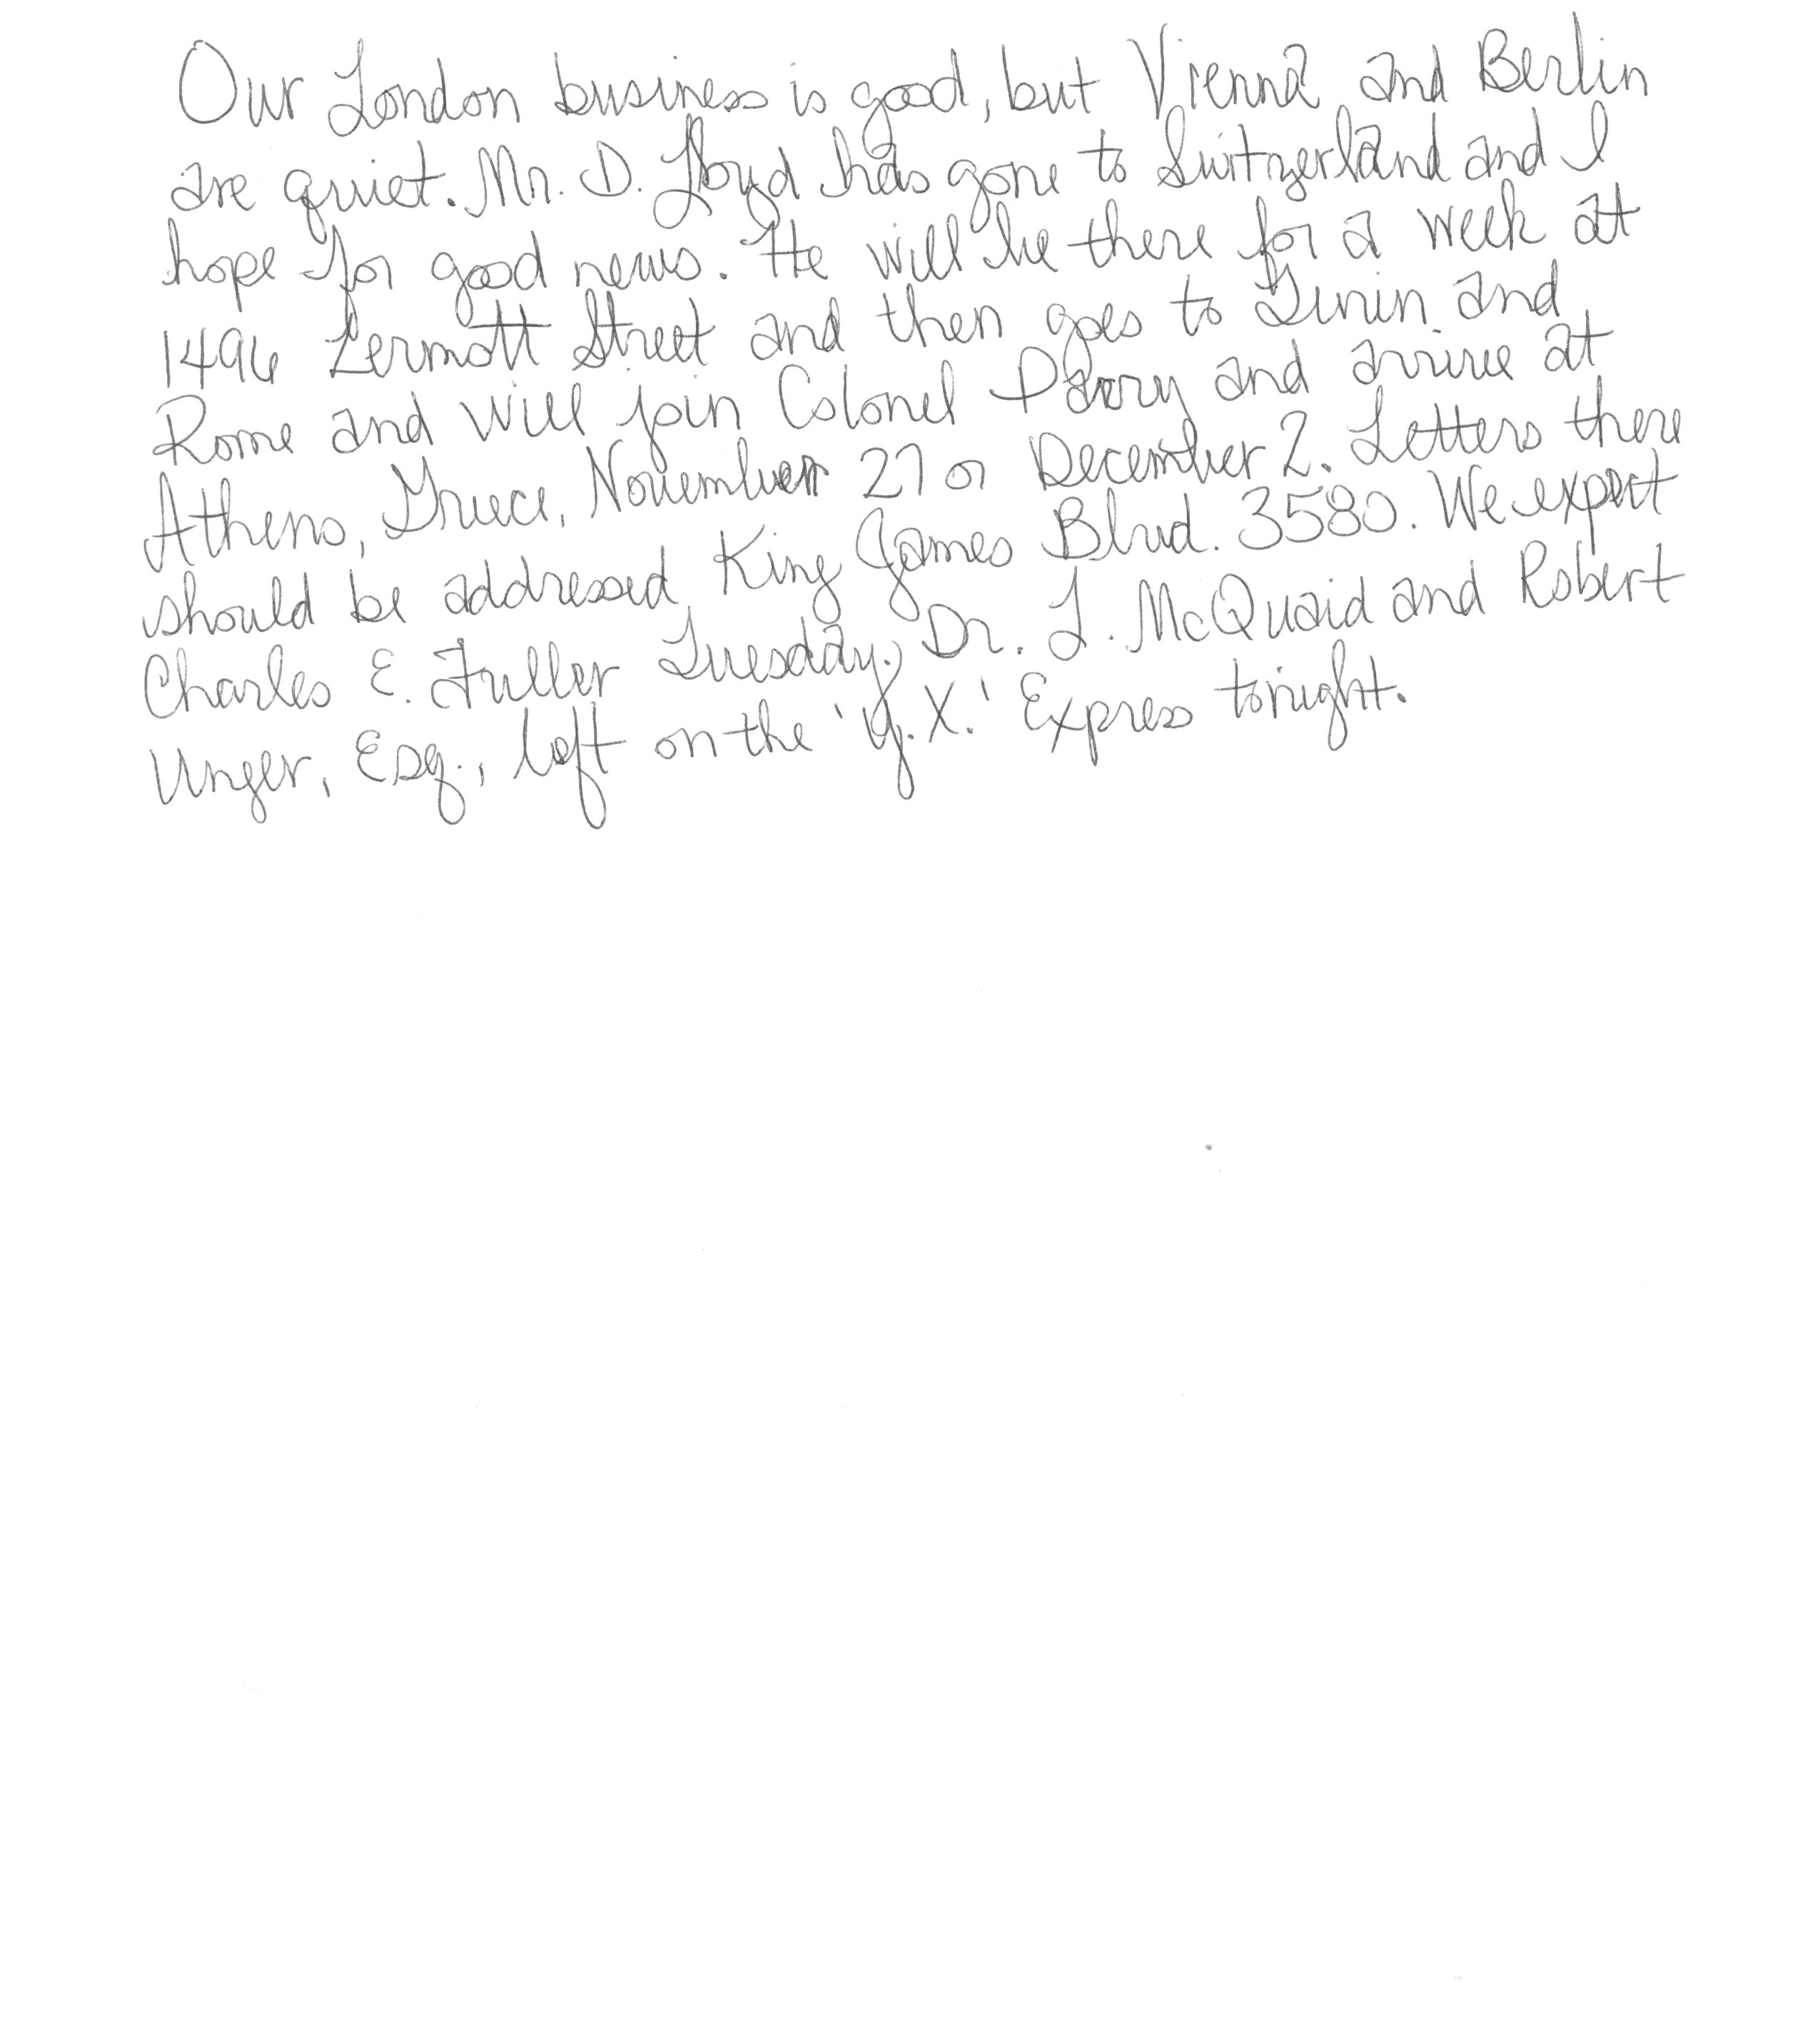 Our London business is good, but Vienna and Berlin
are quiet. Mr. D. Lloyd has gone to Switzerland and I
hope for good news. He will be there for a week at
1496 Zermott Street and then goes to Turin and
Rome and will join Colonel Parry and arrive at
Athens, Greece, November 27 or December 2. Letters there
should be addressed King James Blvd. 3580. We expect
Charles E. Fuller Tuesday. Dr. L. McQuaid and Robert
Unger, Esq., left on the 'Y.X.' Express tonight.